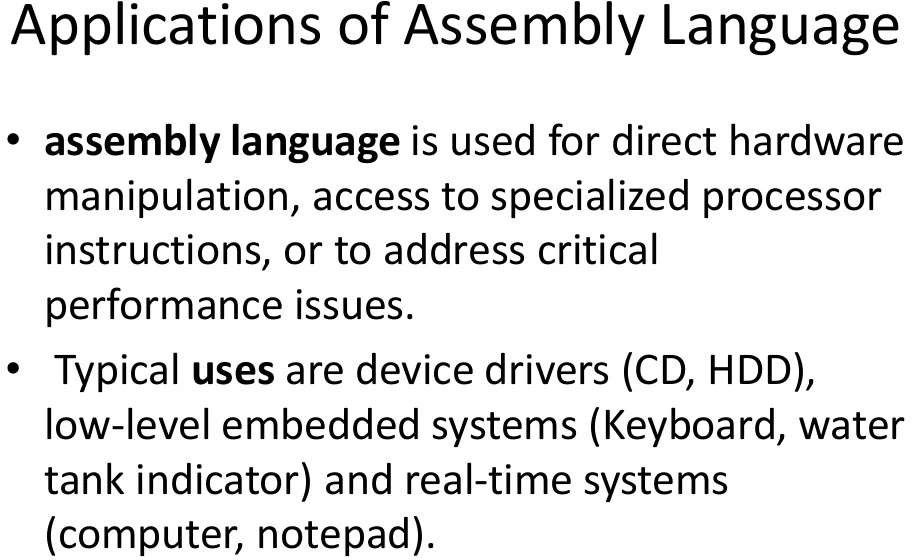 Applications of Assembly Language
• assembly language is used for direct hardware
manipulation, access to specialized processor
instructions, or to address critical
performance issues.
• Typical uses are device drivers (CD, HDD),
low-level embedded systems (Keyboard, water
tank indicator) and real-time systems
(computer, notepad).